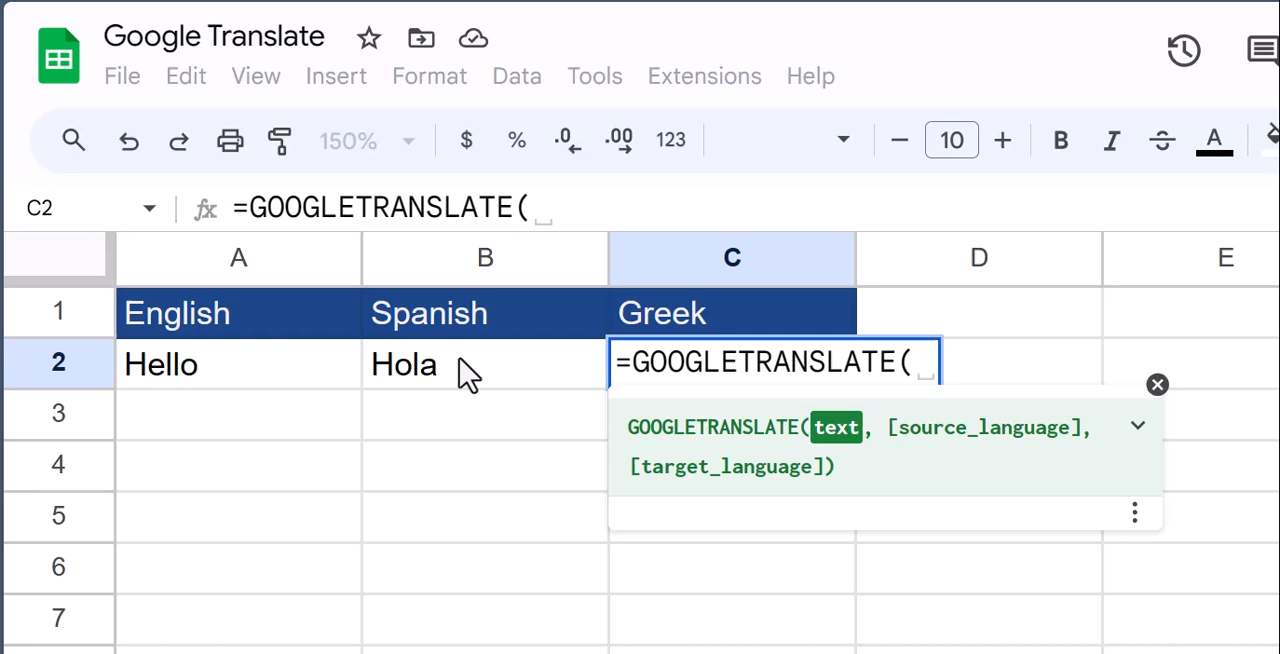 Google Translate
File Edit View Insert Format Data Tools Extensions Help
150% $ % .0 .00 123 10 B I S A
C2 fx =GOOGLETRANSLATE(
A B C D E
1 English Spanish Greek
2 Hello Hola =GOOGLETRANSLATE(
3
GOOGLETRANSLATE(text, [source_language],
4
[target_language])
5
6
7